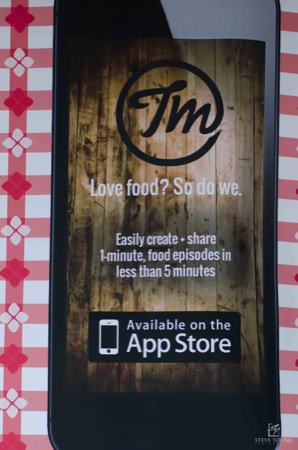 Tm ™
Love food? So do we.
Easily create + share
1-minute, food episodes in
less than 5 minutes
Available on the
App Store
STEVE YOUNG